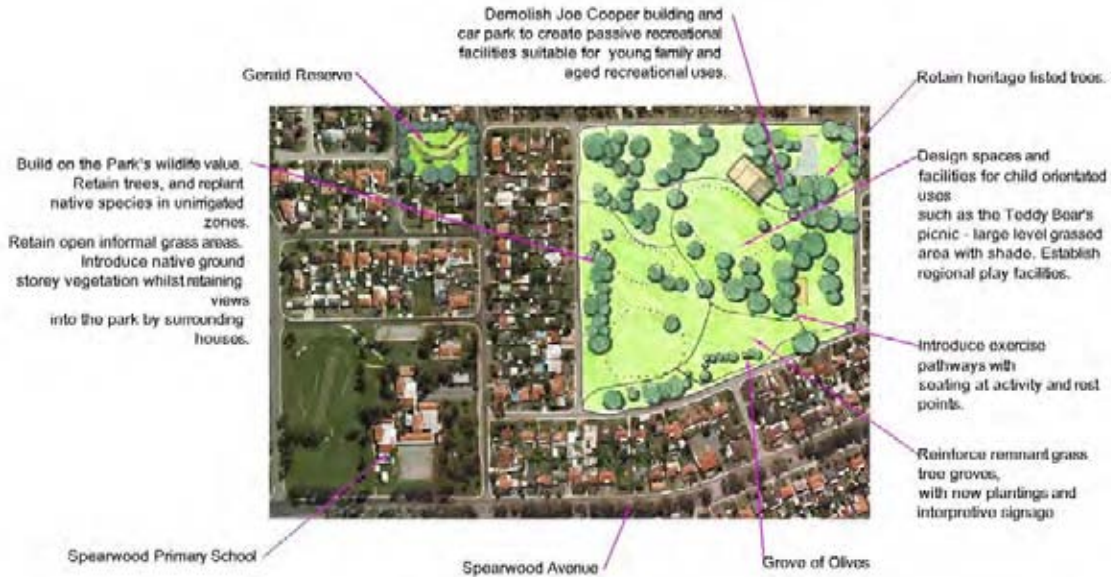 Demolish Joe Cooper building and
car park to create passive recreational
facilities suitable for young family and
aged recreational uses.
Gerald Reserve
Retain heritage listed trees.
Build on the Park's wildlife value.
Retain trees, and replant
native species in unirrigated
zones.
Retain open informal grass areas.
Introduce native ground
storey vegetation whilst retaining
views
into the park by surrounding
houses.
Design spaces and
facilities for child orientated
uses
such as the Teddy Bear's
picnic - large level grassed
area with shade. Establish
regional play facilities.
Introduce exercise
pathways with
seating at activity and rest
points.
Reinforce remnant grass
tree groves,
with new plantings and
interpretive signage
Spearwood Primary School
Spearwood Avenue
Grove of Olives